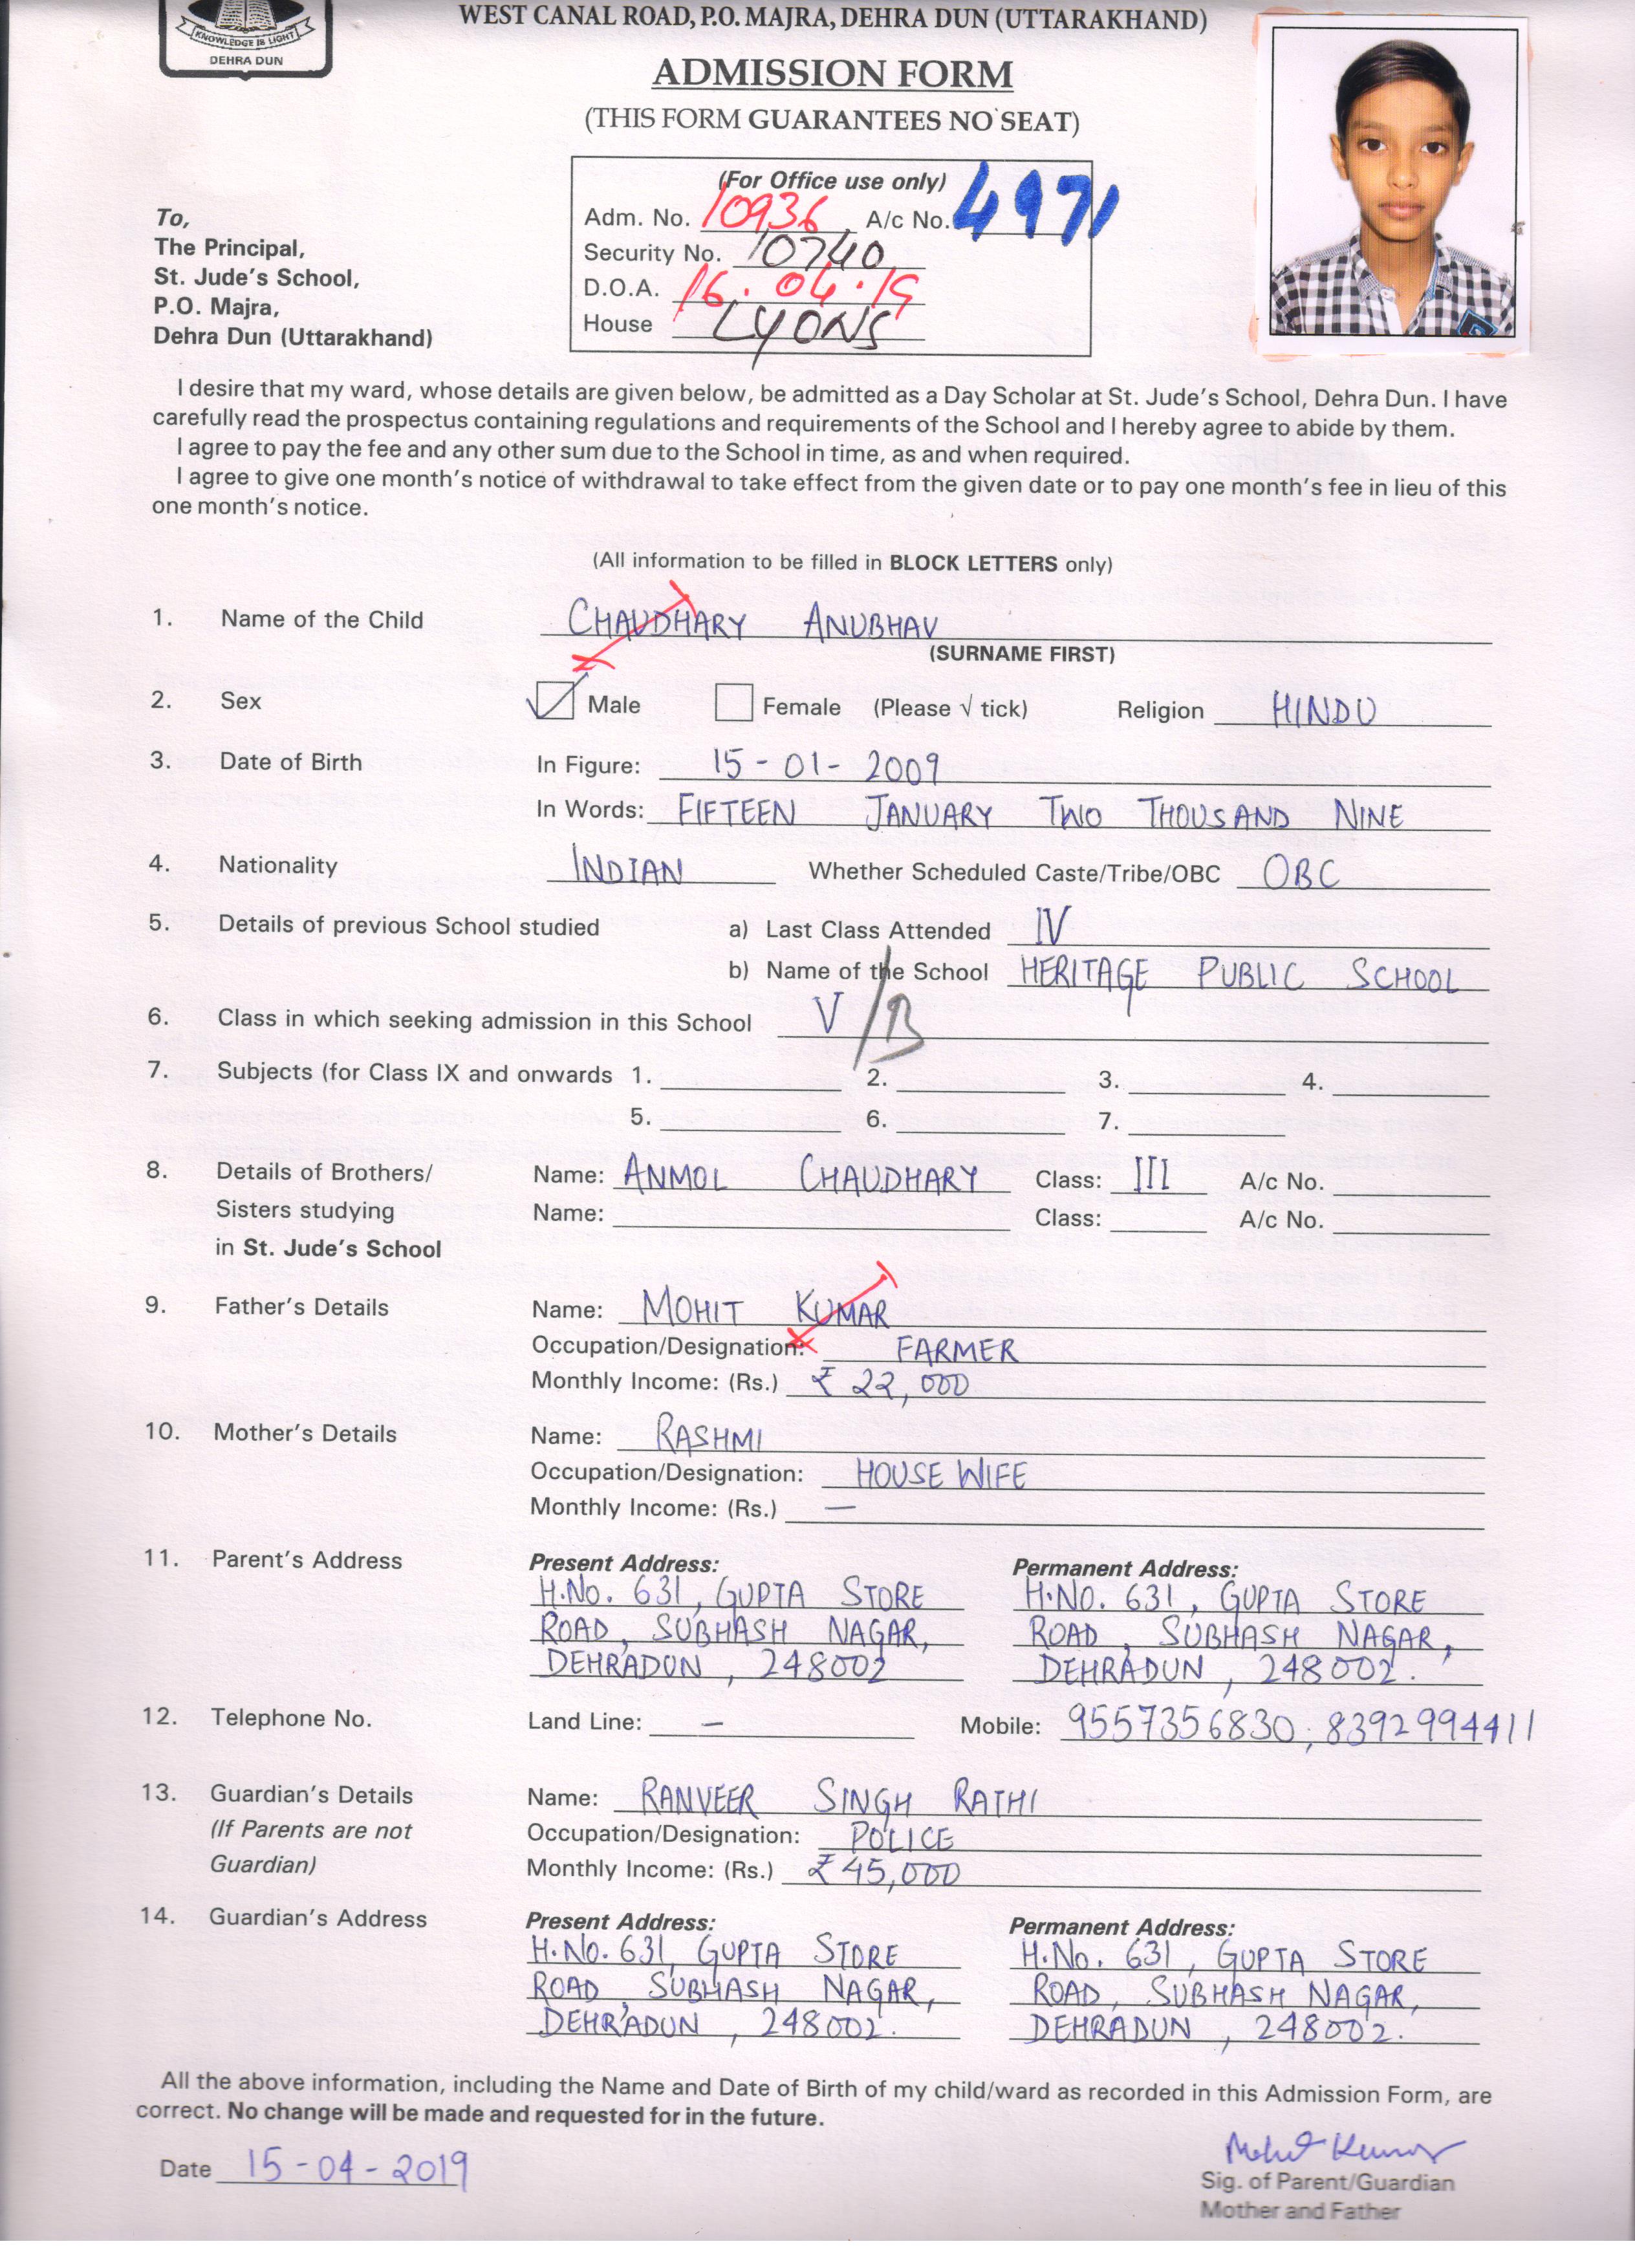 KNOWLEDGE IS LIGHT
DEHRA DUN
WEST CANAL ROAD, P.O. MAJRA, DEHRA DUN (UTTARAKHAND)
ADMISSION FORM
(THIS FORM GUARANTEES NO SEAT)
(For Office use only)
Adm. No. 10936 A/c No. 4971
Security No. 10740
D.O.A. 16.04.19
House LYONS
To,
The Principal,
St. Jude's School,
P.O. Majra,
Dehra Dun (Uttarakhand)
I desire that my ward, whose details are given below, be admitted as a Day Scholar at St. Jude's School, Dehra Dun. I have
carefully read the prospectus containing regulations and requirements of the School and I hereby agree to abide by them.
I agree to pay the fee and any other sum due to the School in time, as and when required.
I agree to give one month's notice of withdrawal to take effect from the given date or to pay one month's fee in lieu of this
one month's notice.
(All information to be filled in BLOCK LETTERS only)
1. Name of the Child CHAUDHARY ANUBHAV
(SURNAME FIRST)
2. Sex Male Female (Please √ tick) Religion HINDU
3. Date of Birth In Figure: 15-01-2009
In Words: FIFTEEN JANUARY TWO THOUSAND NINE
4. Nationality INDIAN Whether Scheduled Caste/Tribe/OBC OBC
5. Details of previous School studied a) Last Class Attended IV
b) Name of the School HERITAGE PUBLIC SCHOOL
6. Class in which seeking admission in this School V/B
7. Subjects (for Class IX and onwards 1. 2. 3. 4.
5. 6. 7.
8. Details of Brothers/ Name: ANMOL CHAUDHARY Class: III A/c No.
Sisters studying Name: Class: A/c No.
in St. Jude's School
9. Father's Details Name: MOHIT KUMAR
Occupation/Designation: FARMER
Monthly Income: (Rs.) ₹ 22,000
10. Mother's Details Name: RASHMI
Occupation/Designation: HOUSE WIFE
Monthly Income: (Rs.) —
11. Parent's Address Present Address: Permanent Address:
H.No. 631, GUPTA STORE H.NO. 631, GUPTA STORE
ROAD, SUBHASH NAGAR, ROAD, SUBHASH NAGAR,
DEHRADUN, 248002 DEHRADUN, 248002.
12. Telephone No. Land Line: — Mobile: 9557356830, 8392994411
13. Guardian's Details Name: RANVEER SINGH RATHI
(If Parents are not Occupation/Designation: POLICE
Guardian) Monthly Income: (Rs.) ₹ 45,000
14. Guardian's Address Present Address: Permanent Address:
H.No. 631, GUPTA STORE H.No. 631, GUPTA STORE
ROAD, SUBHASH NAGAR, ROAD, SUBHASH NAGAR,
DEHRADUN, 248002. DEHRADUN, 248002.
All the above information, including the Name and Date of Birth of my child/ward as recorded in this Admission Form, are
correct. No change will be made and requested for in the future.
Date 15-04-2019 Mohit Kumar
Sig. of Parent/Guardian
Mother and Father